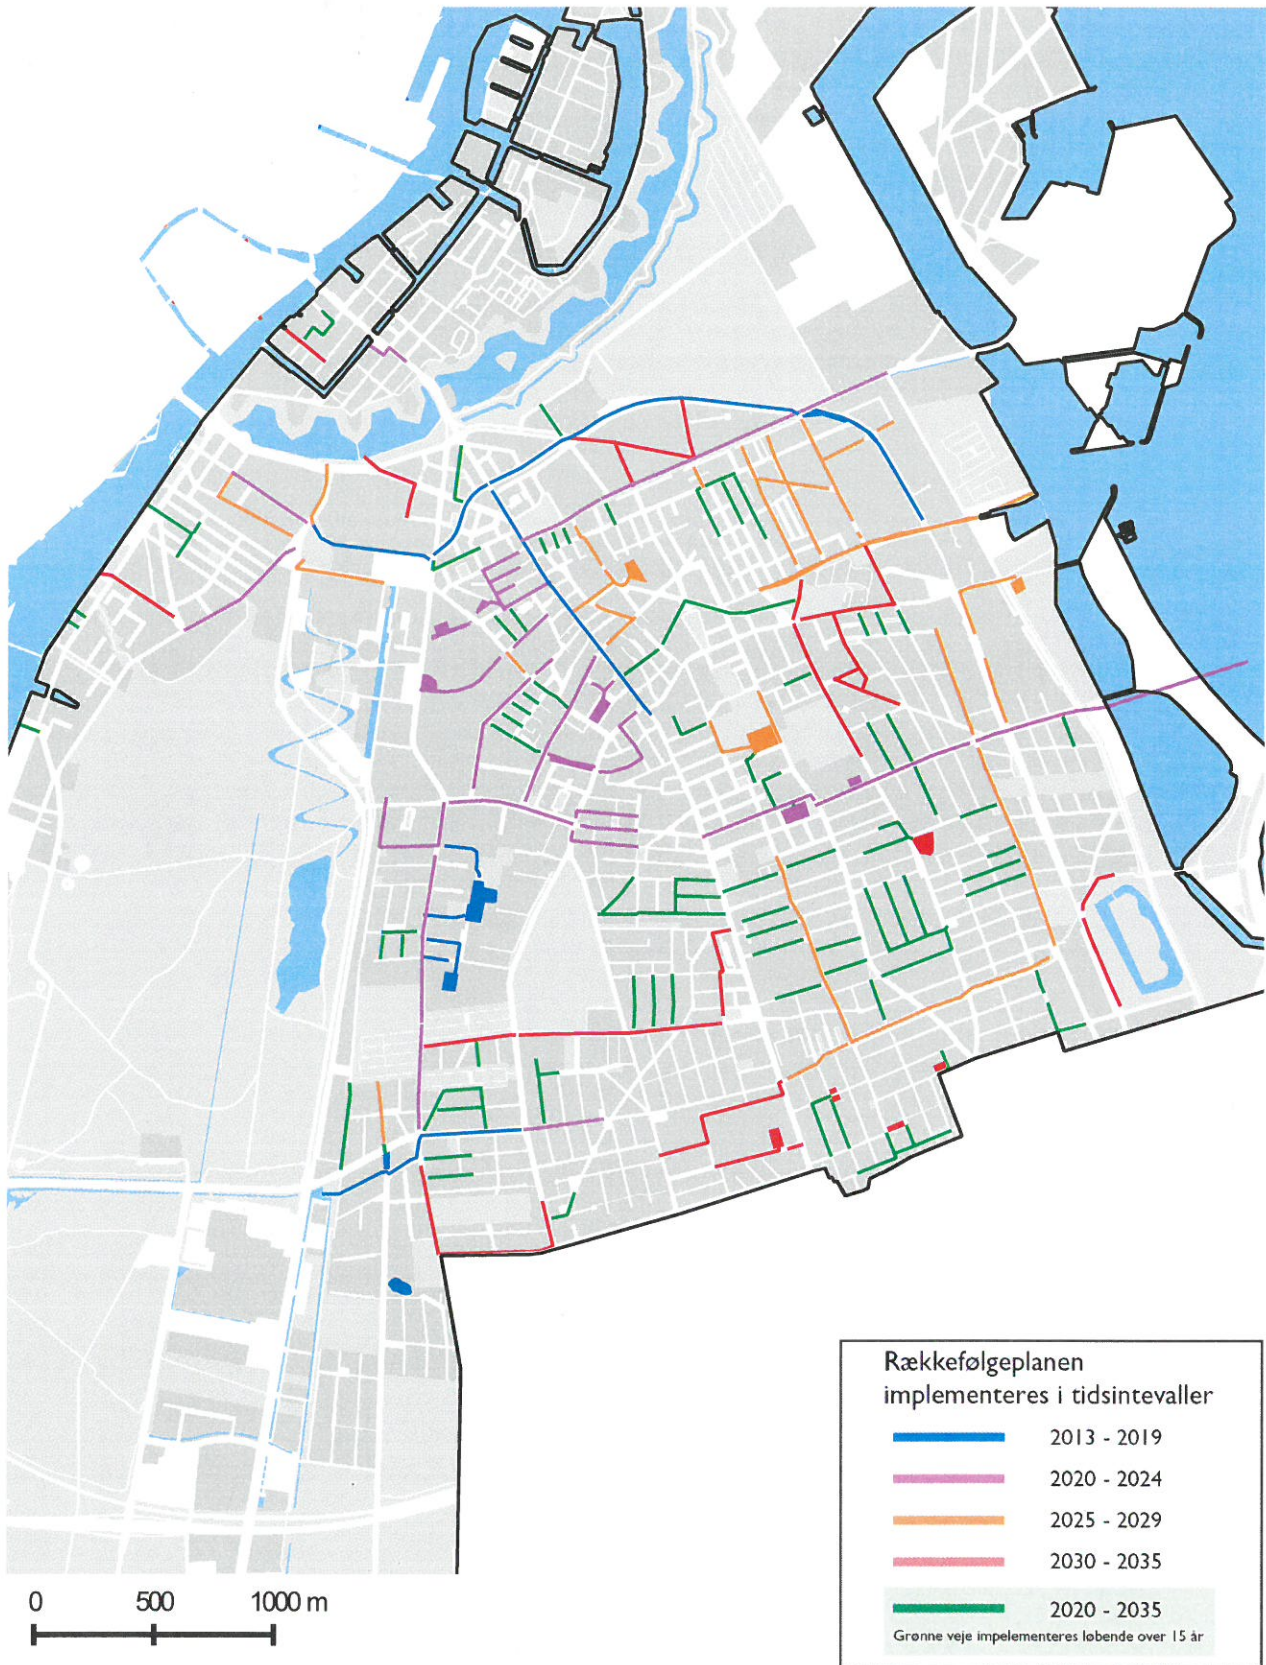 Rækkefølgeplanen
implementeres i tidsintevaller
2013 - 2019
2020 - 2024
2025 - 2029
2030 - 2035
2020 - 2035
Grønne veje impelementeres løbende over 15 år
0 500 1000 m